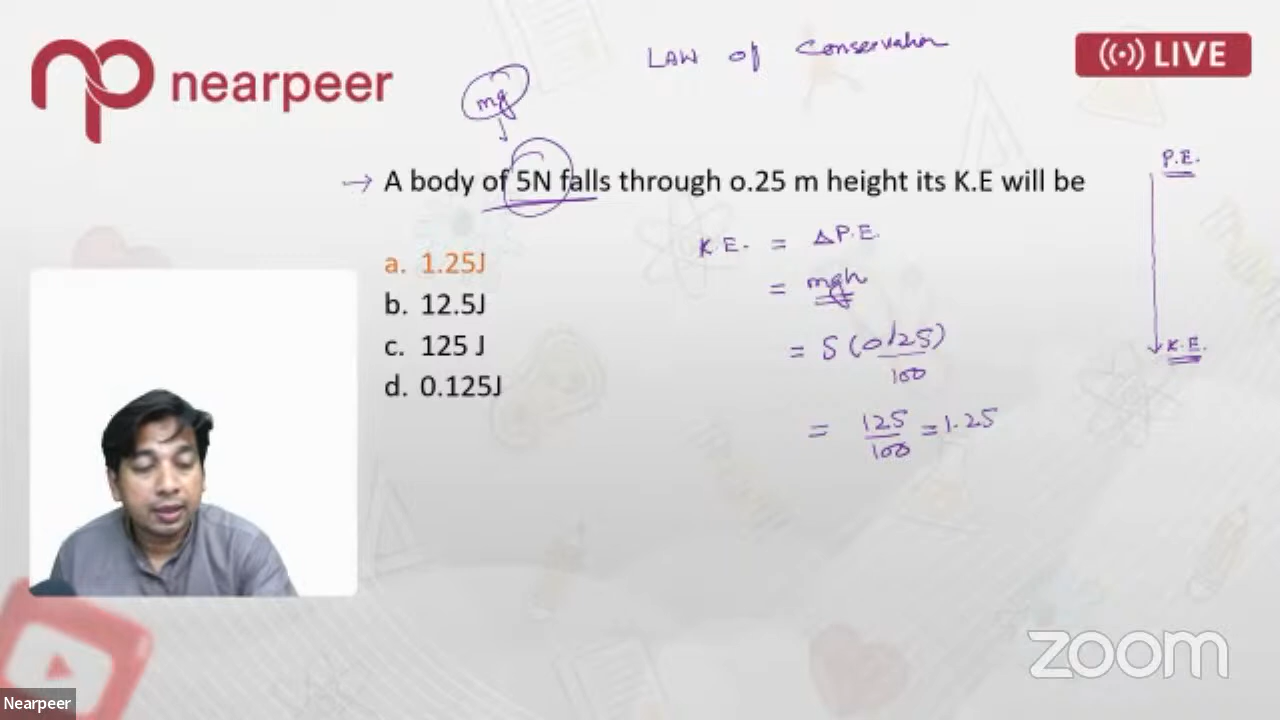 LAW of Conservation
nearpeer
LIVE
mg
A body of 5N falls through o.25 m height its K.E will be
P.E.
K.E. = ΔP.E.
a. 1.25J
= mgh
b. 12.5J
= 5 (0/25)
100
c. 125 J
K.E.
d. 0.125J
= 125 = 1.25
100
zoom
Nearpeer